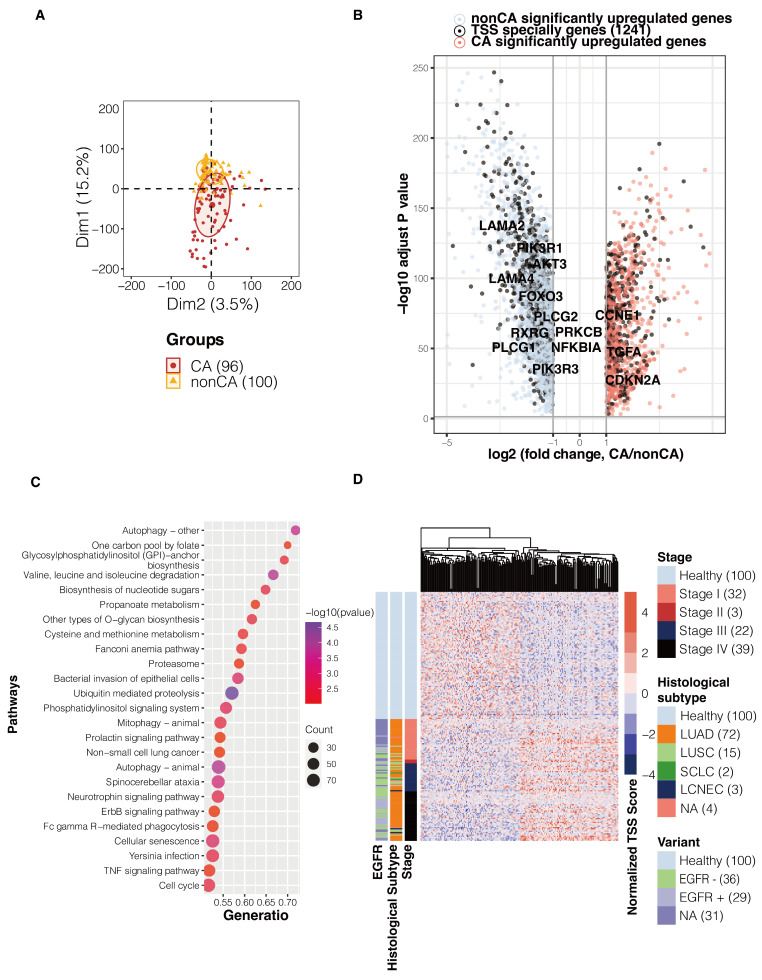 A
200
100
0
−100
−200
−200
−100
0
100
200
Dim1 (15.2%)
Dim2 (3.5%)
Groups
CA (96)
nonCA (100)
B
nonCA significantly upregulated genes
TSS specially genes (1241)
CA significantly upregulated genes
250
200
150
100
50
0
−log10 adjust P value
LAMA2
PIK3R1
AKT3
LAMA4
FOXO3
PLCG2
RXRG
PRKCB
PLCG1
NFKBIA
PIK3R3
CCNE1
TGFA
CDKN2A
−5
−1
0
1
log2 (fold change, CA/nonCA)
C
Pathways
Autophagy − other
One carbon pool by folate
Glycosylphosphatidylinositol (GPI)−anchor
biosynthesis
Valine, leucine and isoleucine degradation
Biosynthesis of nucleotide sugars
Propanoate metabolism
Other types of O−glycan biosynthesis
Cysteine and methionine metabolism
Fanconi anemia pathway
Proteasome
Bacterial invasion of epithelial cells
Ubiquitin mediated proteolysis
Phosphatidylinositol signaling system
Mitophagy − animal
Prolactin signaling pathway
Non−small cell lung cancer
Autophagy − animal
Spinocerebellar ataxia
Neurotrophin signaling pathway
ErbB signaling pathway
Fc gamma R−mediated phagocytosis
Cellular senescence
Yersinia infection
TNF signaling pathway
Cell cycle
0.55 0.60 0.65 0.70
Generatio
−log10(pvalue)
4.5
4.0
3.5
3.0
2.5
Count
30
50
70
D
EGFR
Histological Subtype
Stage
4
2
0
−2
−4
Normalized TSS Score
Stage
Healthy (100)
Stage I (32)
Stage II (3)
Stage III (22)
Stage IV (39)
Histological
subtype
Healthy (100)
LUAD (72)
LUSC (15)
SCLC (2)
LCNEC (3)
NA (4)
Variant
Healthy (100)
EGFR - (36)
EGFR + (29)
NA (31)